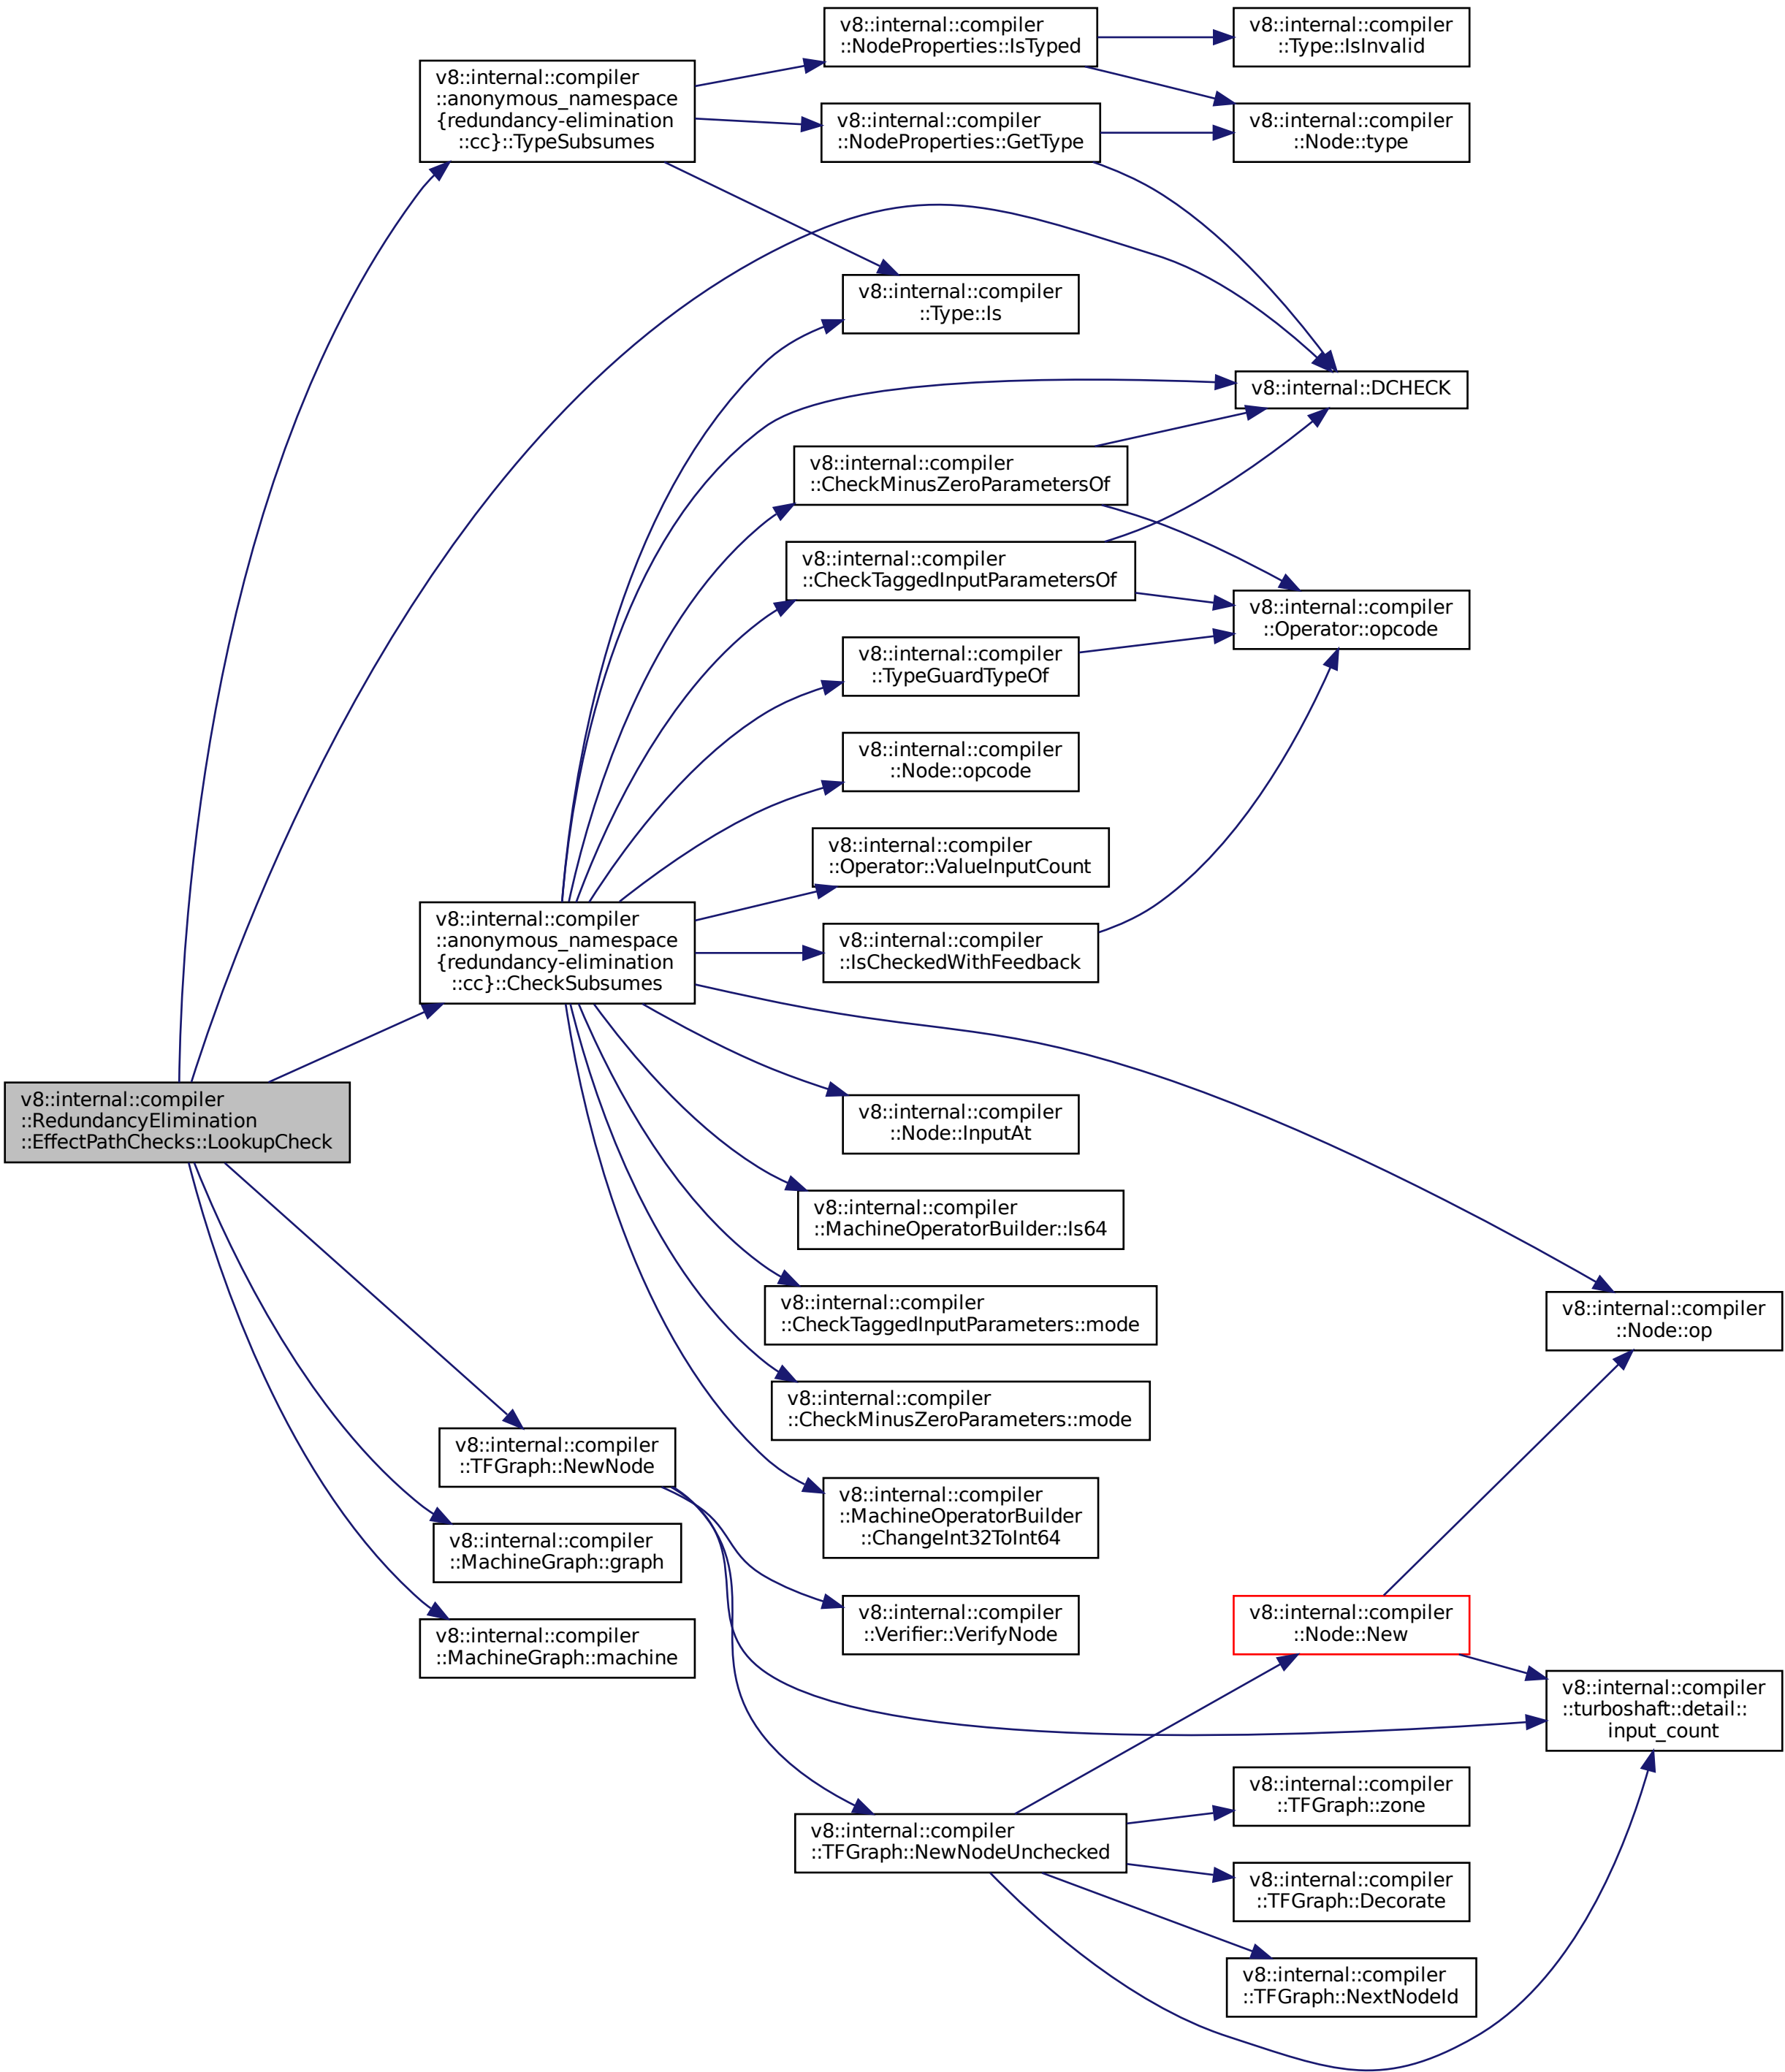 v8::internal::compiler
::NodeProperties::IsTyped
v8::internal::compiler
::Type::IsInvalid
v8::internal::compiler
::anonymous_namespace
{redundancy-elimination
::cc}::TypeSubsumes
v8::internal::compiler
::NodeProperties::GetType
v8::internal::compiler
::Node::type
v8::internal::compiler
::Type::Is
v8::internal::DCHECK
v8::internal::compiler
::CheckMinusZeroParametersOf
v8::internal::compiler
::CheckTaggedInputParametersOf
v8::internal::compiler
::Operator::opcode
v8::internal::compiler
::TypeGuardTypeOf
v8::internal::compiler
::Node::opcode
v8::internal::compiler
::Operator::ValueInputCount
v8::internal::compiler
::anonymous_namespace
{redundancy-elimination
::cc}::CheckSubsumes
v8::internal::compiler
::IsCheckedWithFeedback
v8::internal::compiler
::RedundancyElimination
::EffectPathChecks::LookupCheck
v8::internal::compiler
::Node::InputAt
v8::internal::compiler
::MachineOperatorBuilder::Is64
v8::internal::compiler
::CheckTaggedInputParameters::mode
v8::internal::compiler
::Node::op
v8::internal::compiler
::CheckMinusZeroParameters::mode
v8::internal::compiler
::TFGraph::NewNode
v8::internal::compiler
::MachineOperatorBuilder
::ChangeInt32ToInt64
v8::internal::compiler
::MachineGraph::graph
v8::internal::compiler
::MachineGraph::machine
v8::internal::compiler
::Verifier::VerifyNode
v8::internal::compiler
::Node::New
v8::internal::compiler
::turboshaft::detail::
input_count
v8::internal::compiler
::TFGraph::zone
v8::internal::compiler
::TFGraph::NewNodeUnchecked
v8::internal::compiler
::TFGraph::Decorate
v8::internal::compiler
::TFGraph::NextNodeId